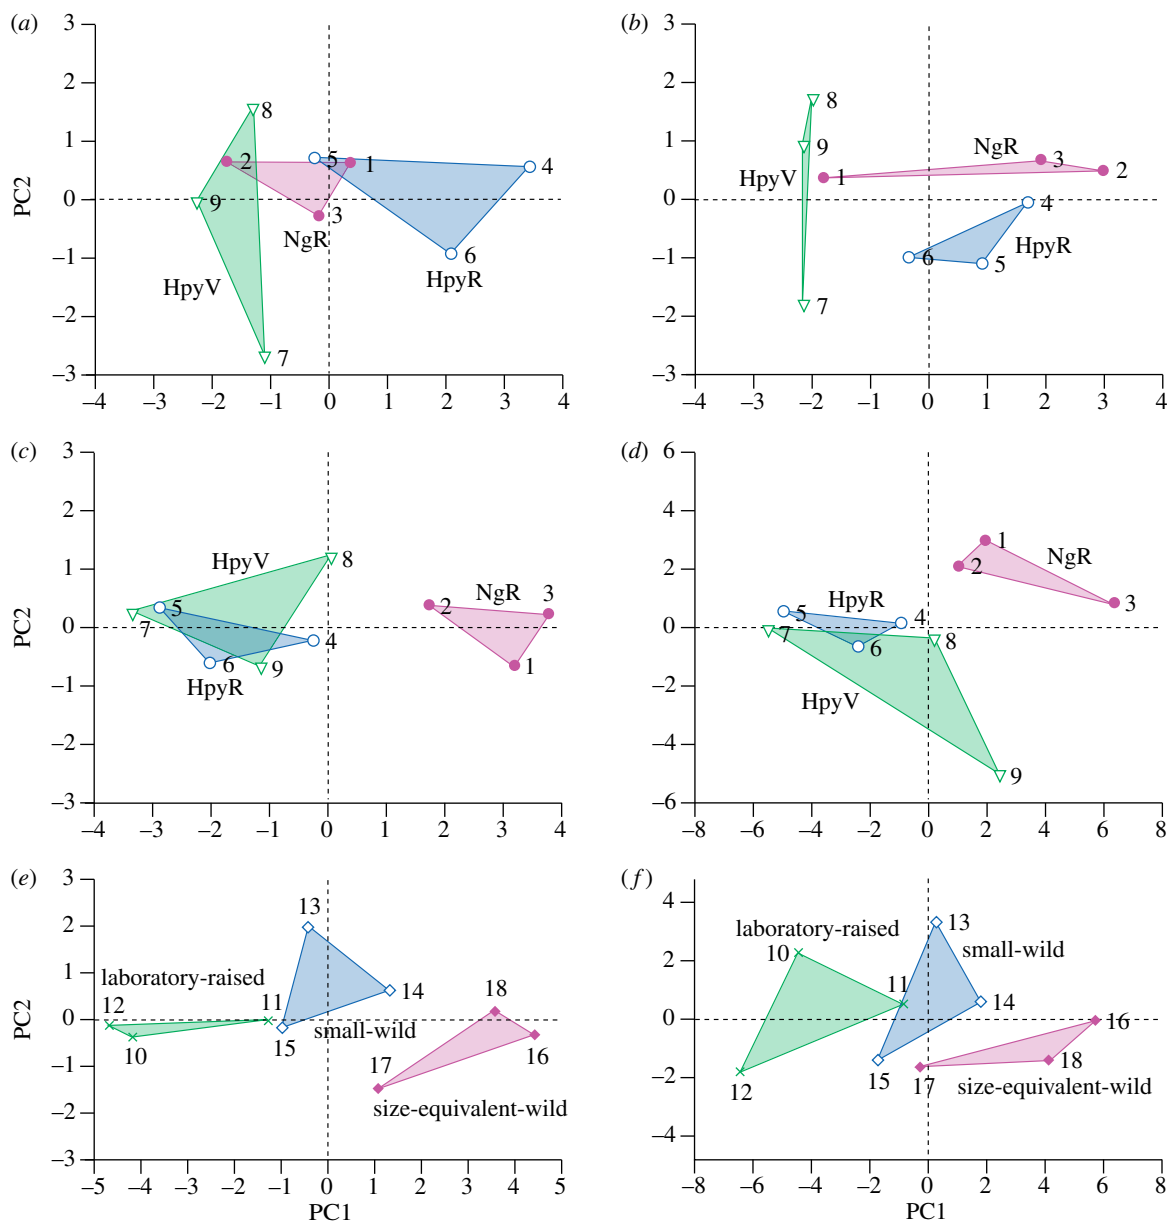 (a)
3
2
1
0
–1
–2
–3
PC2
8
2
5
1
4
9
3
6
7
NgR
HpyR
HpyV
–4 –3 –2 –1 0 1 2 3 4
(b)
3
2
1
0
–1
–2
–3
8
9
NgR
3
2
HpyV
1
4
HpyR
6
5
7
–4 –2 0 2 4 6 8
(c)
3
2
1
0
–1
–2
–3
PC2
HpyV
8
NgR
3
5
2
7
4
6
9
1
HpyR
–4 –3 –2 –1 0 1 2 3 4
(d)
6
4
2
0
–2
–4
–6
1
2
NgR
3
HpyR
5
4
7
6
8
HpyV
9
–8 –6 –4 –2 0 2 4 6 8
(e)
3
2
1
0
–1
–2
–3
PC2
13
laboratory-raised
12
11
14
18
10
15
small-wild
16
17
size-equivalent-wild
–5 –4 –3 –2 –1 0 1 2 3 4 5
PC1
(f)
4
2
0
–2
–4
laboratory-raised
13
10
small-wild
11
14
16
15
18
12
17
size-equivalent-wild
–8 –6 –4 –2 0 2 4 6 8
PC1